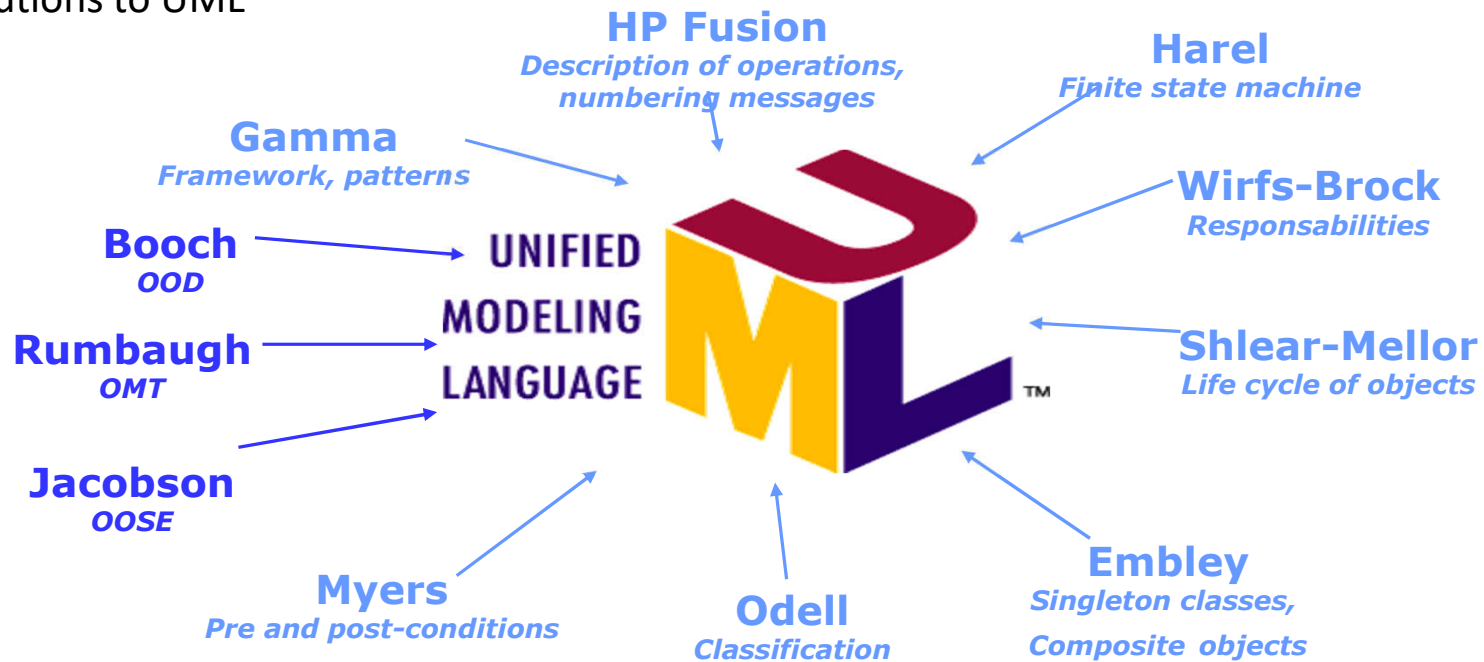 utions to UML
HP Fusion
Description of operations,
numbering messages
Harel
Finite state machine
Gamma
Framework, patterns
Wirfs-Brock
Responsabilities
Booch
OOD
Rumbaugh
OMT
Jacobson
OOSE
UNIFIED
MODELING
LANGUAGE
UML
TM
Shlear-Mellor
Life cycle of objects
Myers
Pre and post-conditions
Odell
Classification
Embley
Singleton classes,
Composite objects